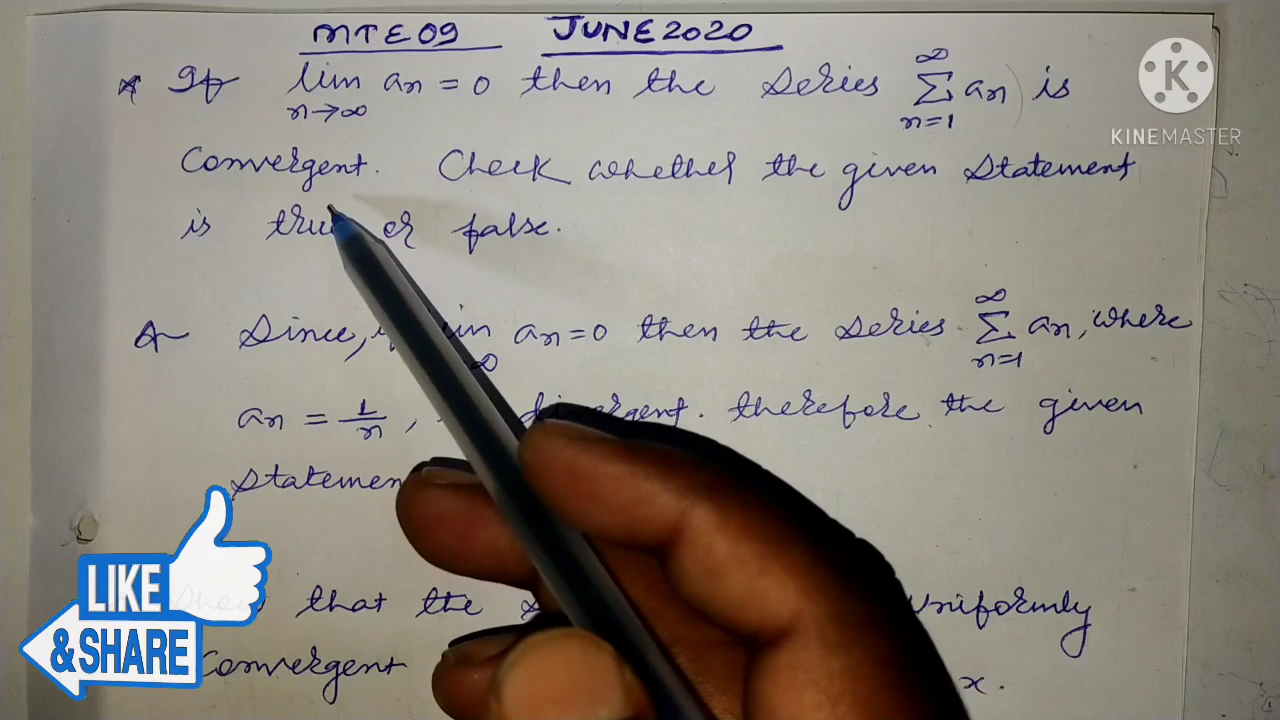 MTE09 JUNE 2020
* If lim an = 0 then the series ∞ Σ an is
n→∞ n=1
K
KINEMASTER
Convergent. Check whether the given statement
is true or false.
Since, an = 0 then the series ∞ Σ an, where
∞ n=1
an = 1/n, divergent. therefore the given
LIKE
& SHARE
that the uniformly
Convergent x.